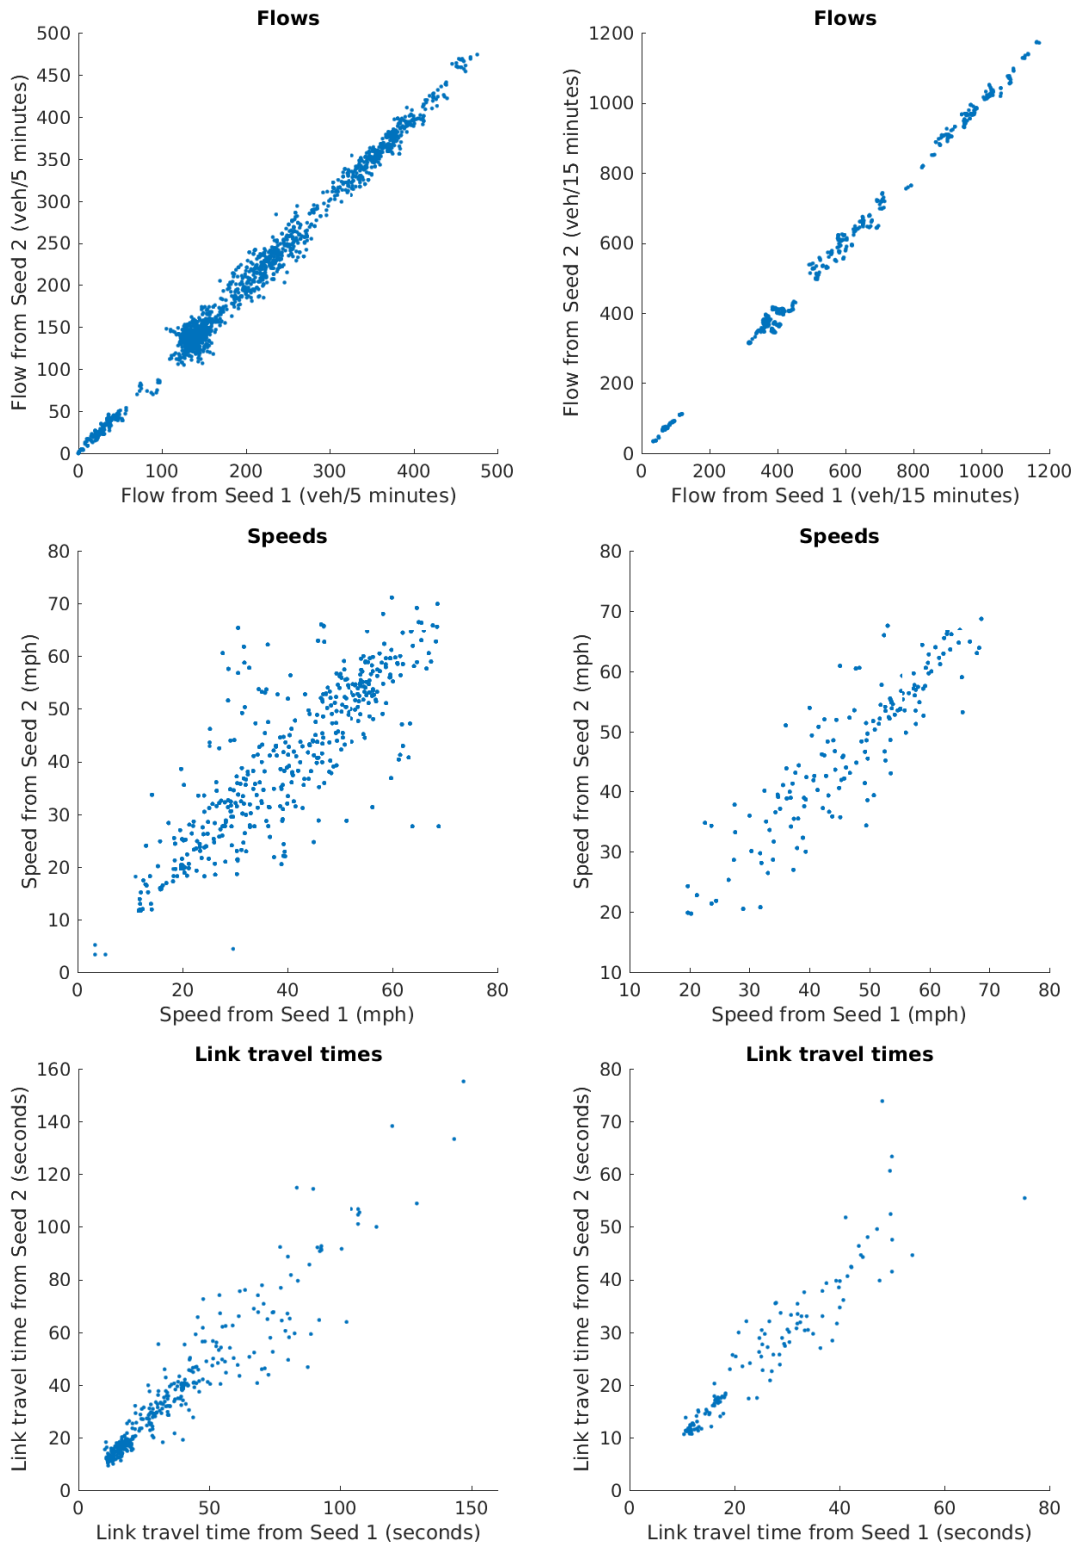 Flows
500
450
400
350
300
250
200
150
100
50
0
0 100 200 300 400 500
Flow from Seed 2 (veh/5 minutes)
Flow from Seed 1 (veh/5 minutes)
Flows
1200
1000
800
600
400
200
0
0 200 400 600 800 1000 1200
Flow from Seed 2 (veh/15 minutes)
Flow from Seed 1 (veh/15 minutes)
Speeds
80
70
60
50
40
30
20
10
0
0 20 40 60 80
Speed from Seed 2 (mph)
Speed from Seed 1 (mph)
Speeds
80
70
60
50
40
30
20
10
10 20 30 40 50 60 70 80
Speed from Seed 2 (mph)
Speed from Seed 1 (mph)
Link travel times
160
140
120
100
80
60
40
20
0
0 50 100 150
Link travel time from Seed 2 (seconds)
Link travel time from Seed 1 (seconds)
Link travel times
80
70
60
50
40
30
20
10
0
0 20 40 60 80
Link travel time from Seed 2 (seconds)
Link travel time from Seed 1 (seconds)